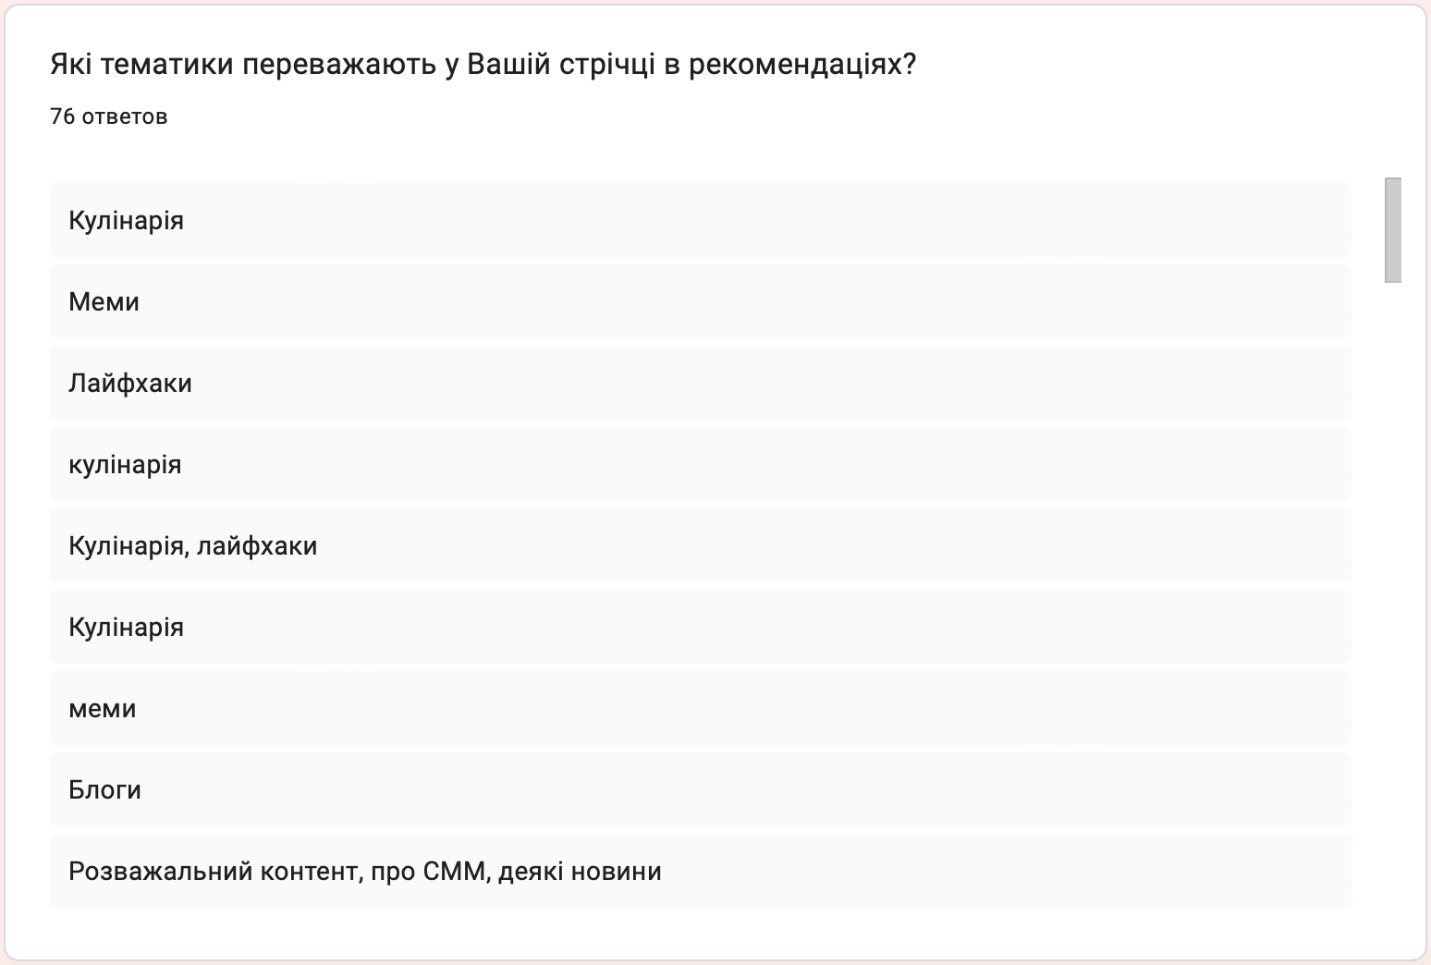 Які тематики переважають у Вашій стрічці в рекомендаціях?
76 ответов
Кулінарія
Меми
Лайфхаки
кулінарія
Кулінарія, лайфхаки
Кулінарія
меми
Блоги
Розважальний контент, про СММ, деякі новини